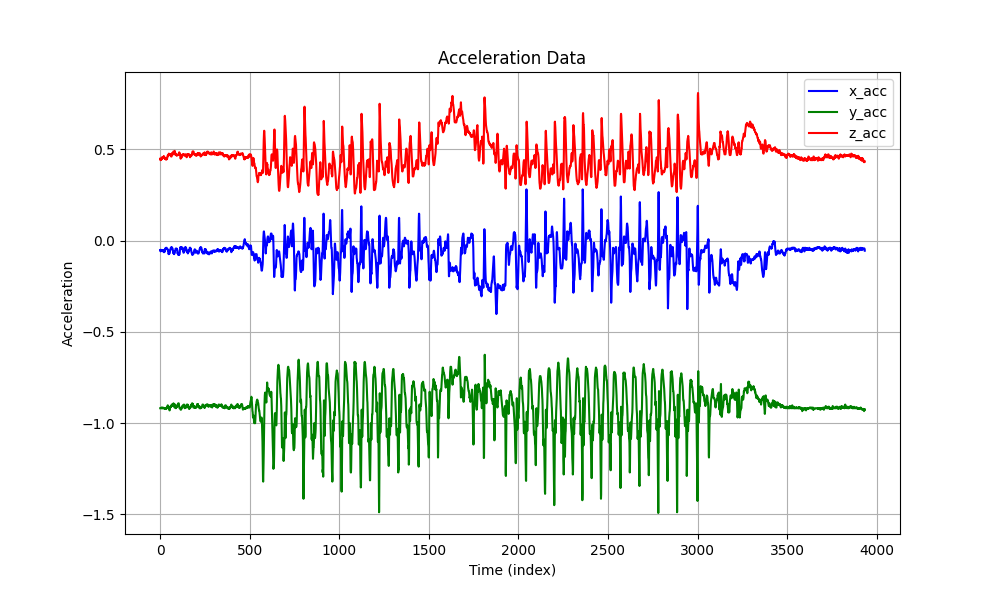 Acceleration Data
x_acc
y_acc
z_acc
0.5
0.0
−0.5
−1.0
−1.5
Acceleration
0 500 1000 1500 2000 2500 3000 3500 4000
Time (index)